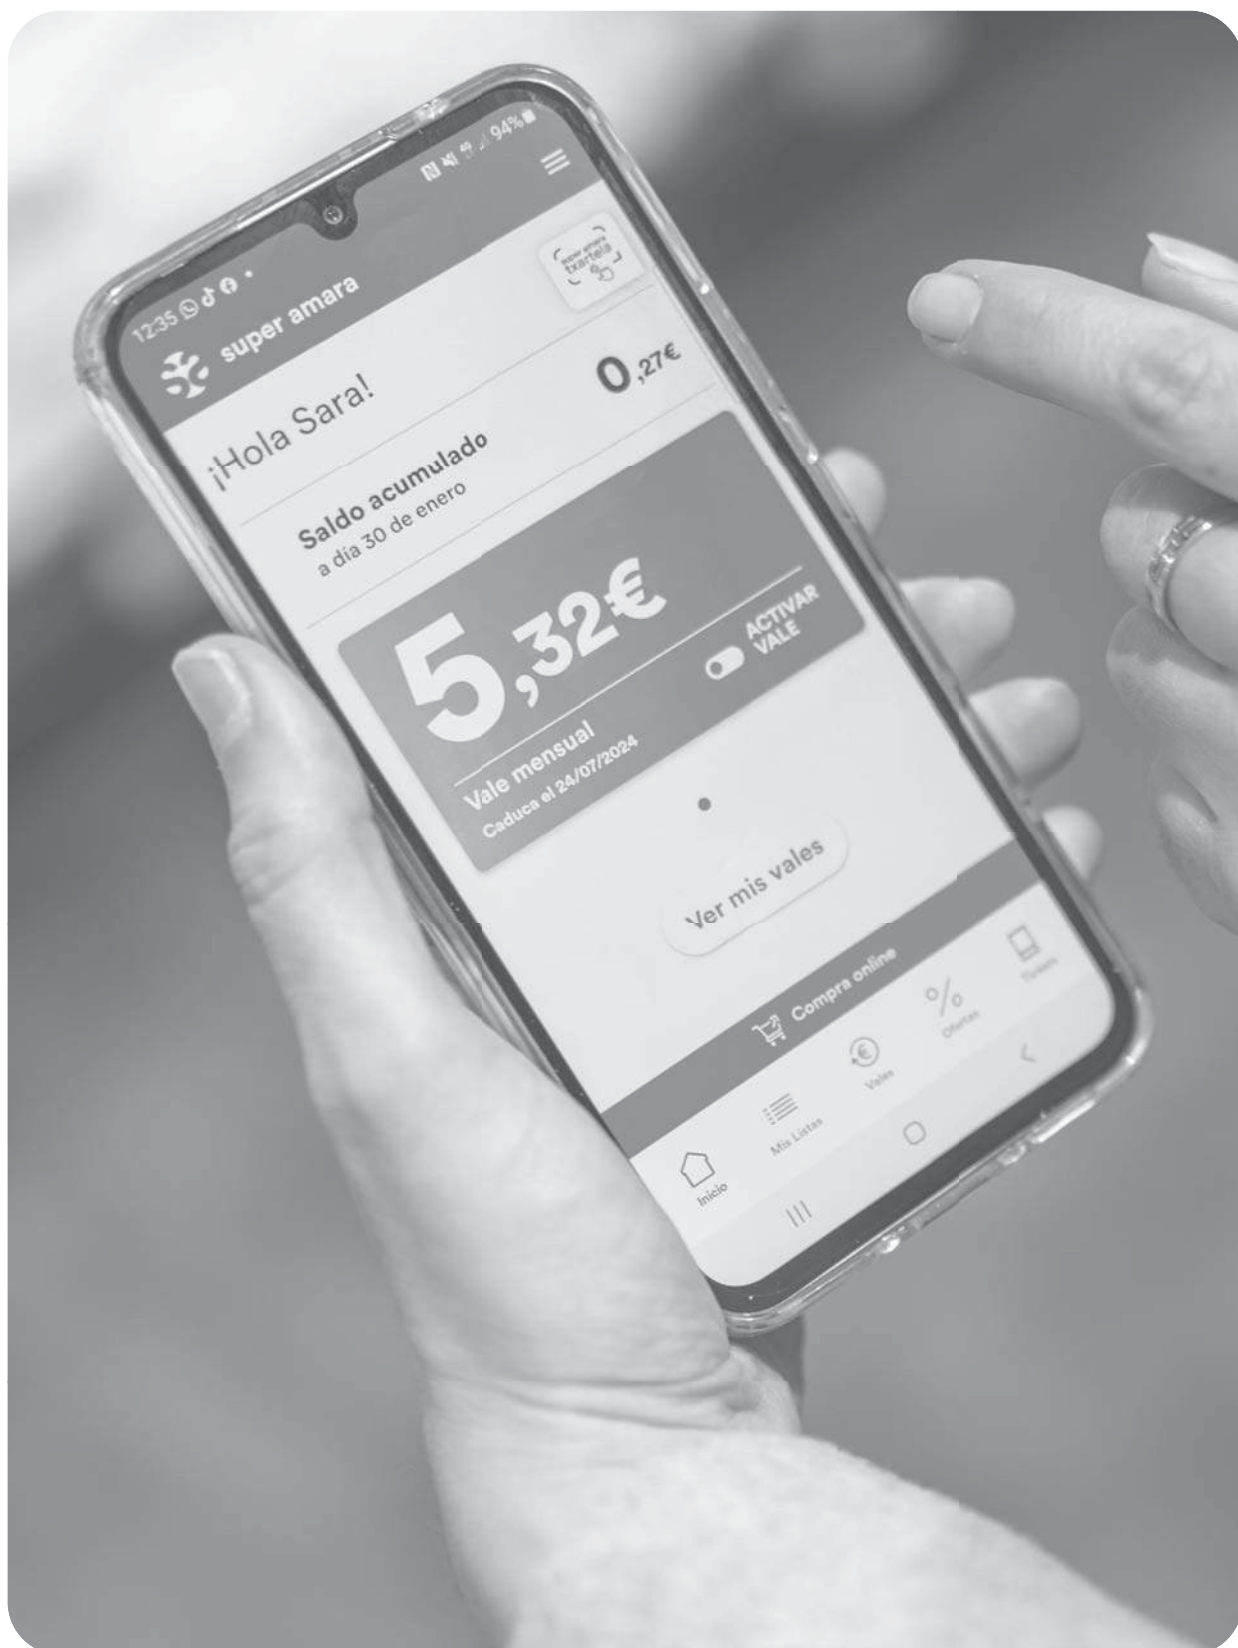 12:35
94%
super amara
super amara
txartela
¡Hola Sara!
Saldo acumulado
a día 30 de enero
0,27€
5,32€
Vale mensual
Caduca el 24/07/2024
ACTIVAR
VALE
Ver mis vales
Compra online
Inicio
Mis Listas
Vales
Ofertas
Tickets